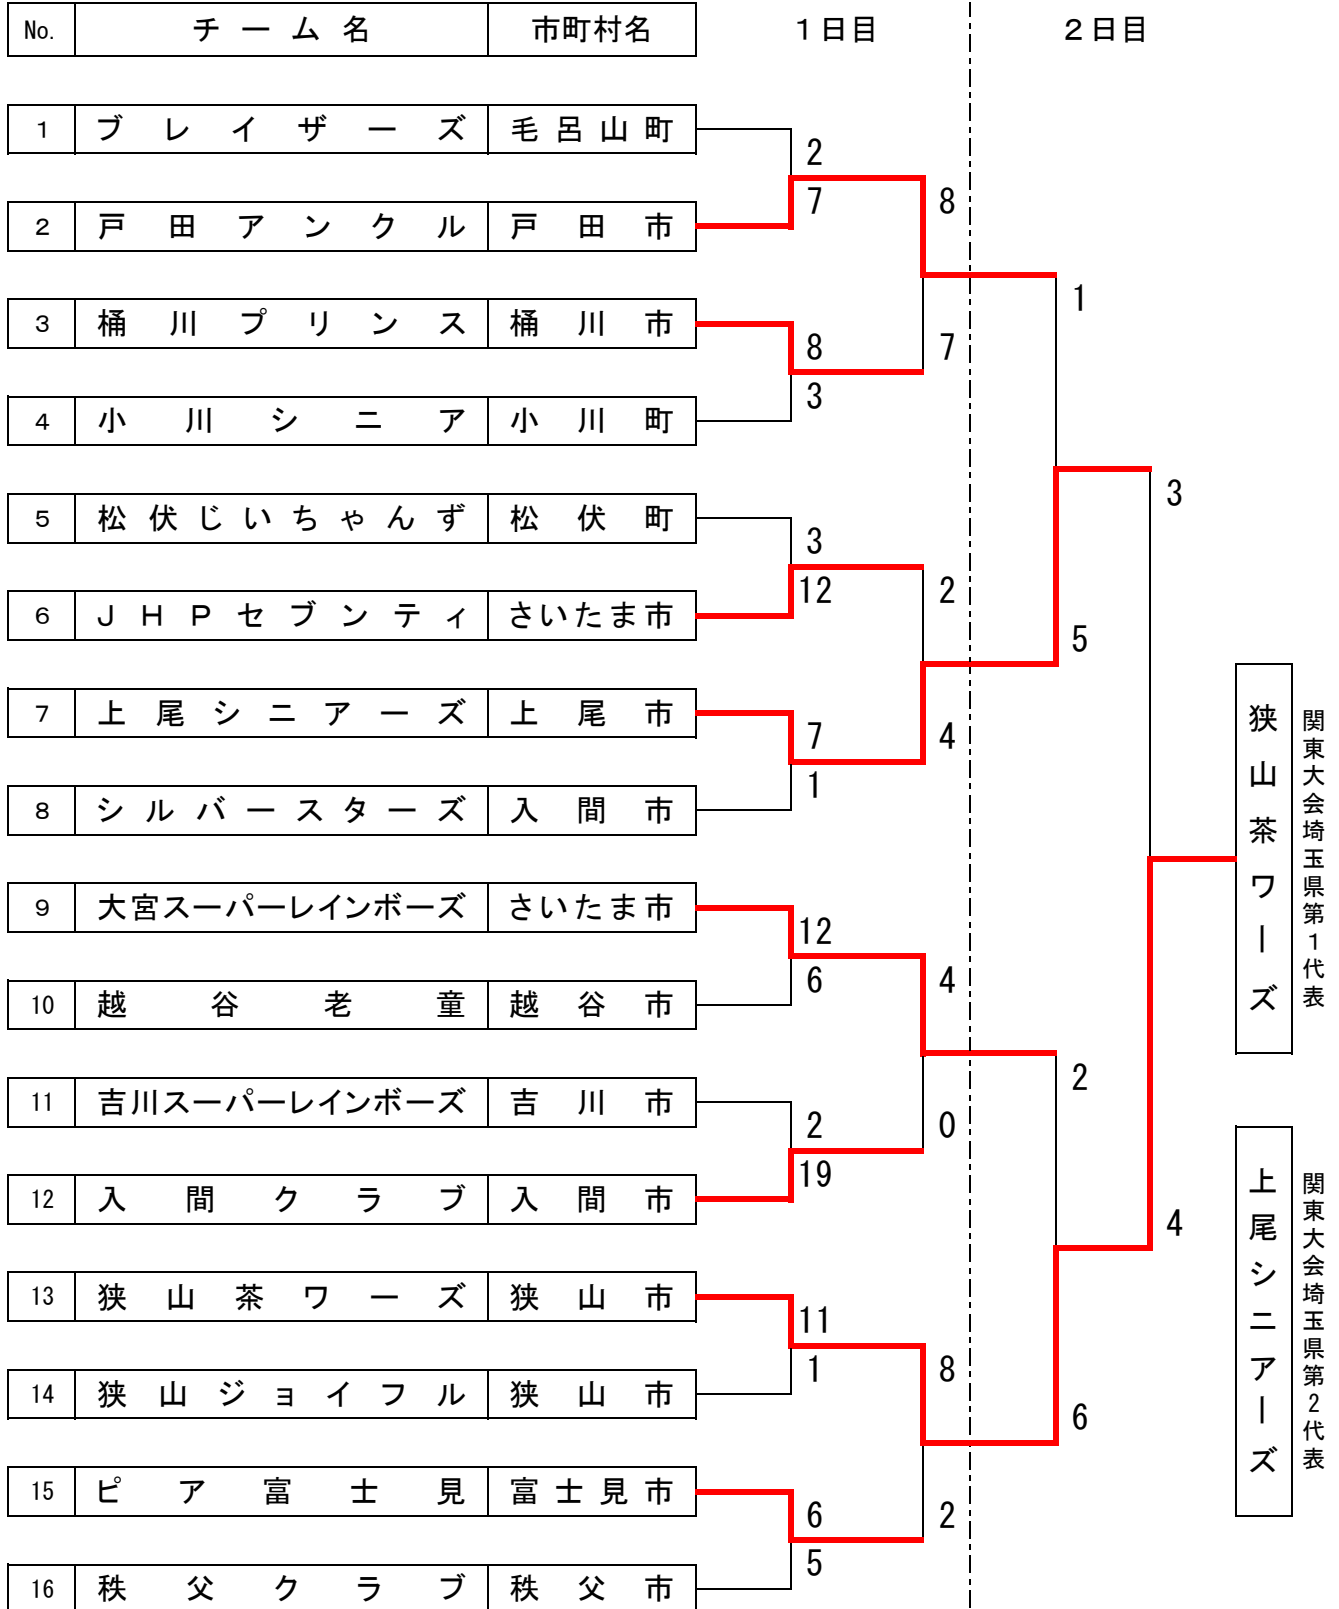 No. チーム名 市町村名 １日目 ２日目
1 ブレイザーズ 毛呂山町
2
2 戸田アンクル 戸田市
7
8
3 桶川プリンス 桶川市
8
7
1
4 小川シニア 小川町
3
5 松伏じいちゃんず 松伏町
3
3
6 ＪＨＰセブンティ さいたま市
12
2
5
7 上尾シニアーズ 上尾市
7
4
8 シルバースターズ 入間市
1
9 大宮スーパーレインボーズ さいたま市
12
10 越谷老童 越谷市
6
4
11 吉川スーパーレインボーズ 吉川市
2
0
2
12 入間クラブ 入間市
19
4
13 狭山茶ワーズ 狭山市
11
14 狭山ジョイフル 狭山市
1
8
6
15 ピア富士見 富士見市
6
2
16 秩父クラブ 秩父市
5
狭山茶ワーズ
関東大会埼玉県第１代表
上尾シニアーズ
関東大会埼玉県第２代表